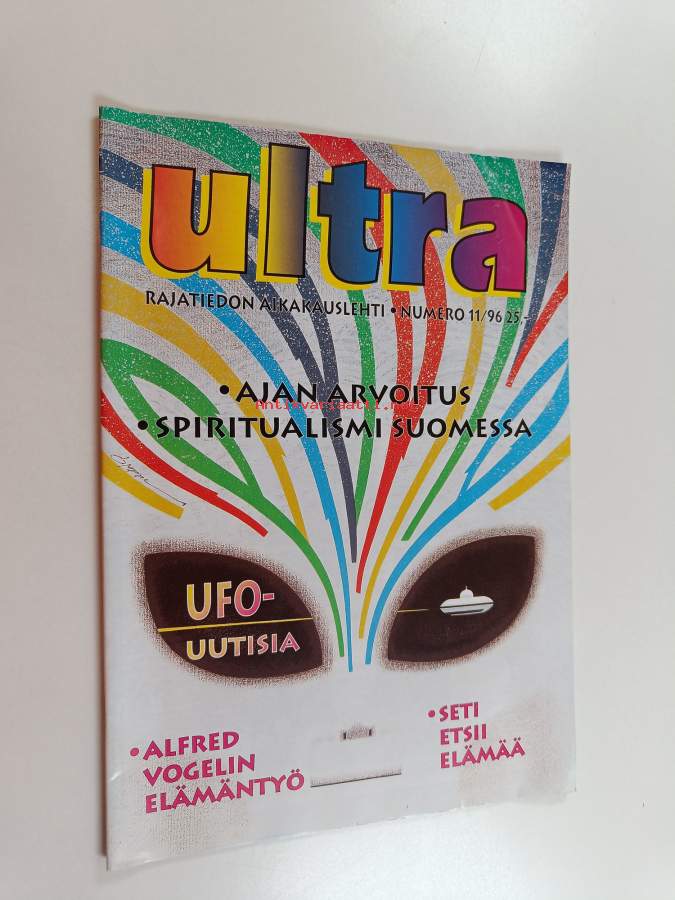 ultra
RAJATIEDON AIKAKAUSLEHTI • NUMERO 11/96 25,-
• AJAN ARVOITUS
Antikvariaatti.net
• SPIRITUALISMI SUOMESSA
UFO-
UUTISIA
• ALFRED
VOGELIN
ELÄMÄNTYÖ
• SETI
ETSII
ELÄMÄÄ